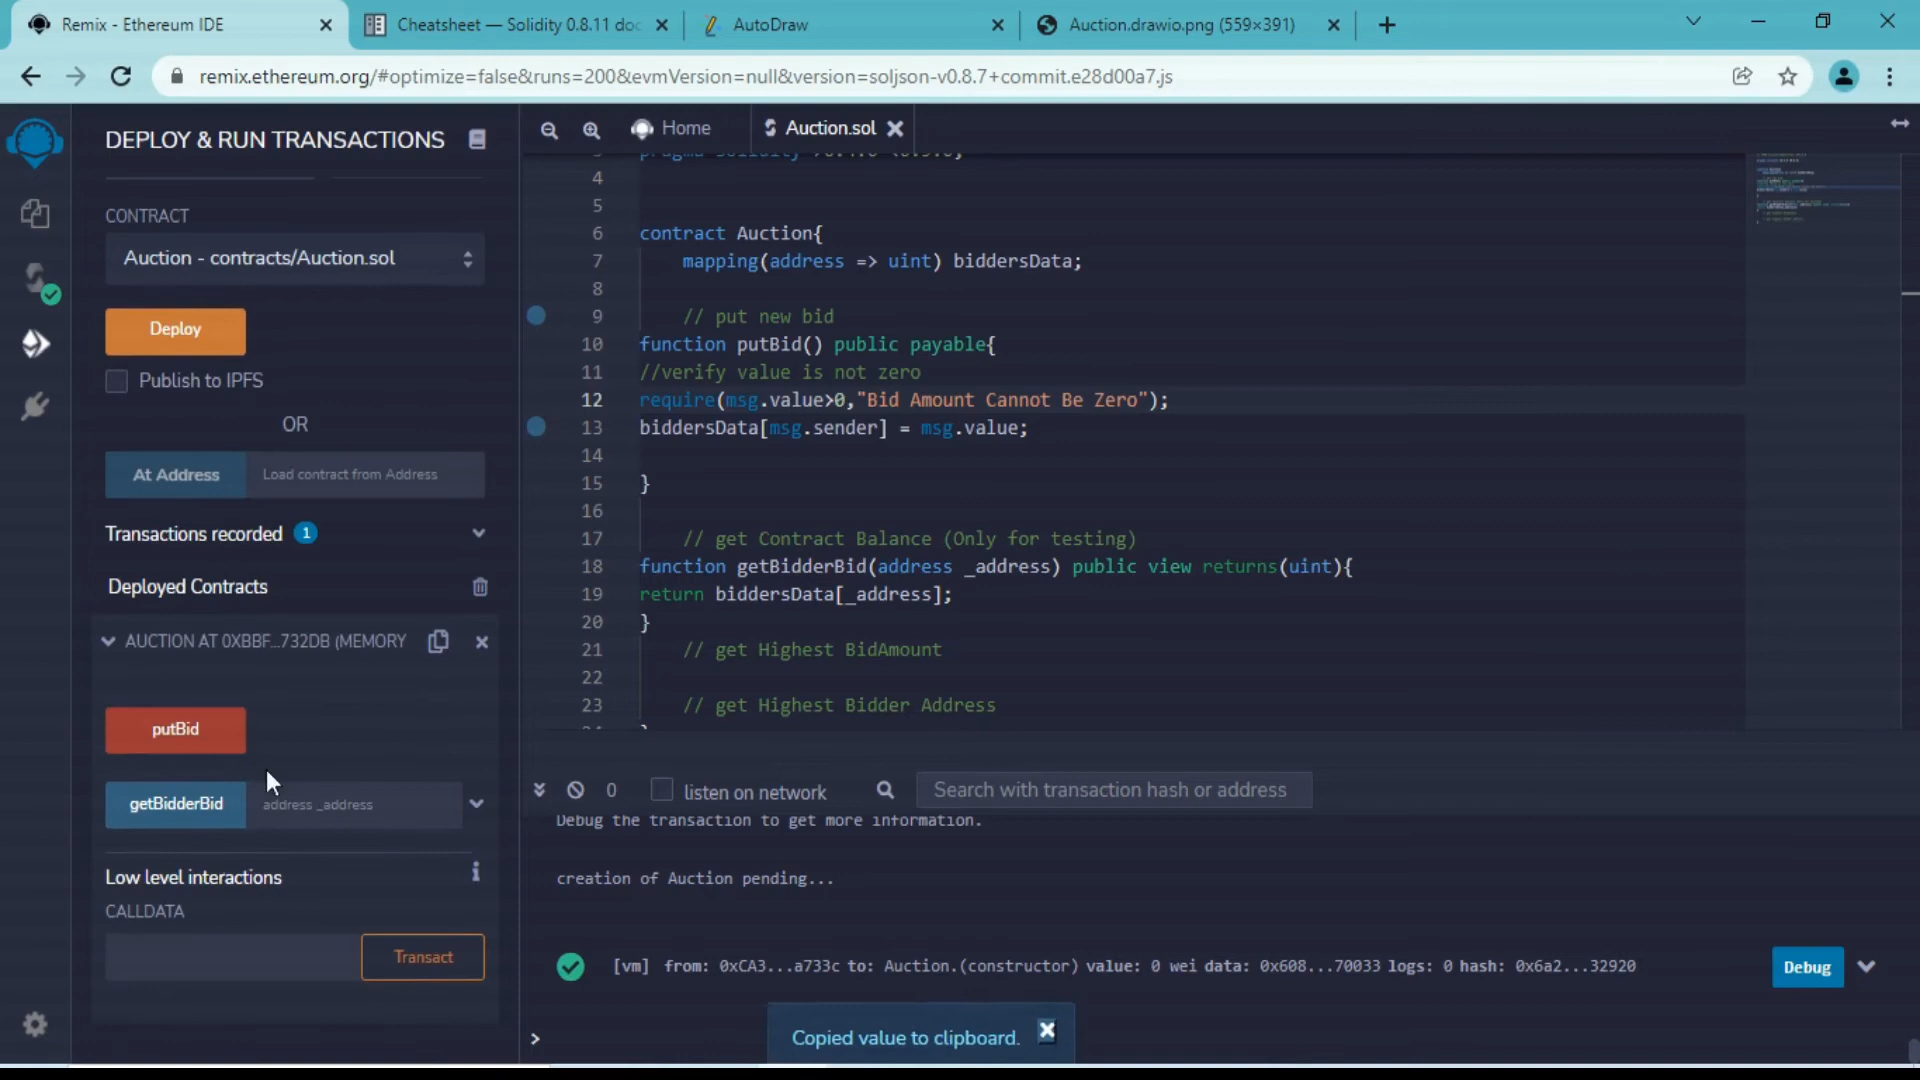 Remix - Ethereum IDE
Cheatsheet — Solidity 0.8.11 doc
AutoDraw
Auction.drawio.png (559×391)
remix.ethereum.org/#optimize=false&runs=200&evmVersion=null&version=soljson-v0.8.7+commit.e28d00a7.js
DEPLOY & RUN TRANSACTIONS
Home
Auction.sol
CONTRACT
Auction - contracts/Auction.sol
Deploy
Publish to IPFS
OR
At Address
Load contract from Address
Transactions recorded 1
Deployed Contracts
AUCTION AT 0XBBF...732DB (MEMORY
putBid
getBidderBid
address _address
Low level interactions
CALLDATA
Transact
4
5
6 contract Auction{
7 mapping(address => uint) biddersData;
8
9 // put new bid
10 function putBid() public payable{
11 //verify value is not zero
12 require(msg.value>0,"Bid Amount Cannot Be Zero");
13 biddersData[msg.sender] = msg.value;
14
15 }
16
17 // get Contract Balance (Only for testing)
18 function getBidderBid(address _address) public view returns(uint){
19 return biddersData[_address];
20 }
21 // get Highest BidAmount
22
23 // get Highest Bidder Address
0
listen on network
Search with transaction hash or address
Debug the transaction to get more information.
creation of Auction pending...
[vm] from: 0xCA3...a733c to: Auction.(constructor) value: 0 wei data: 0x608...70033 logs: 0 hash: 0x6a2...32920
Debug
>
Copied value to clipboard.